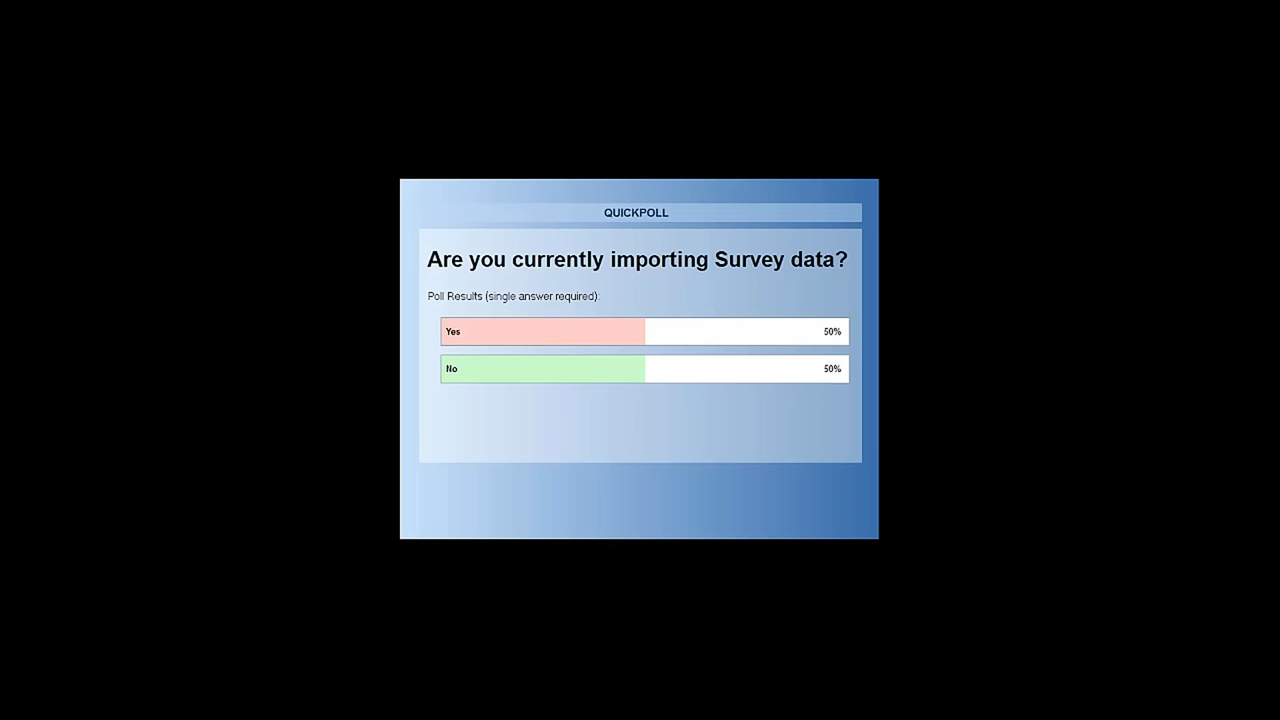 QUICKPOLL
Are you currently importing Survey data?
Poll Results (single answer required):
Yes 50%
No 50%